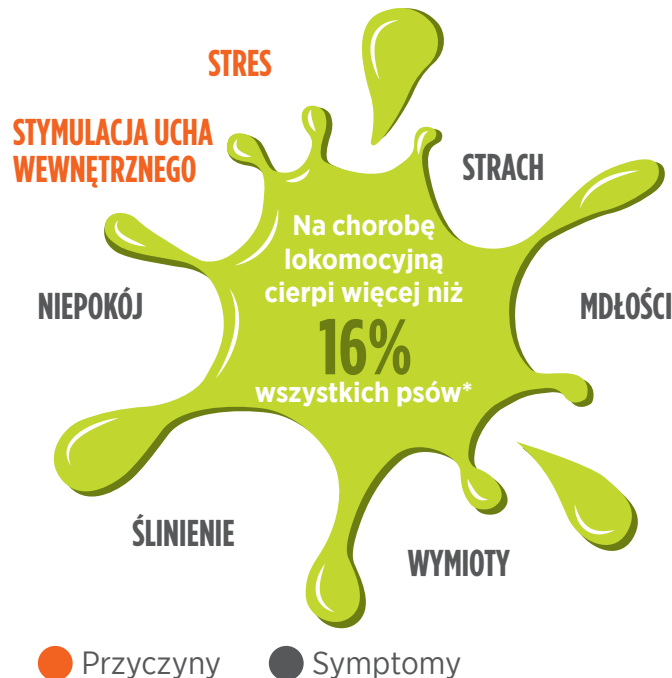 STRES
STYMULACJA UCHA
WEWNĘTRZNEGO
STRACH
Na chorobę
lokomocyjną
cierpi więcej niż
16%
wszystkich psów*
NIEPOKÓJ
MDŁOŚCI
ŚLINIENIE
WYMIOTY
Przyczyny
Symptomy